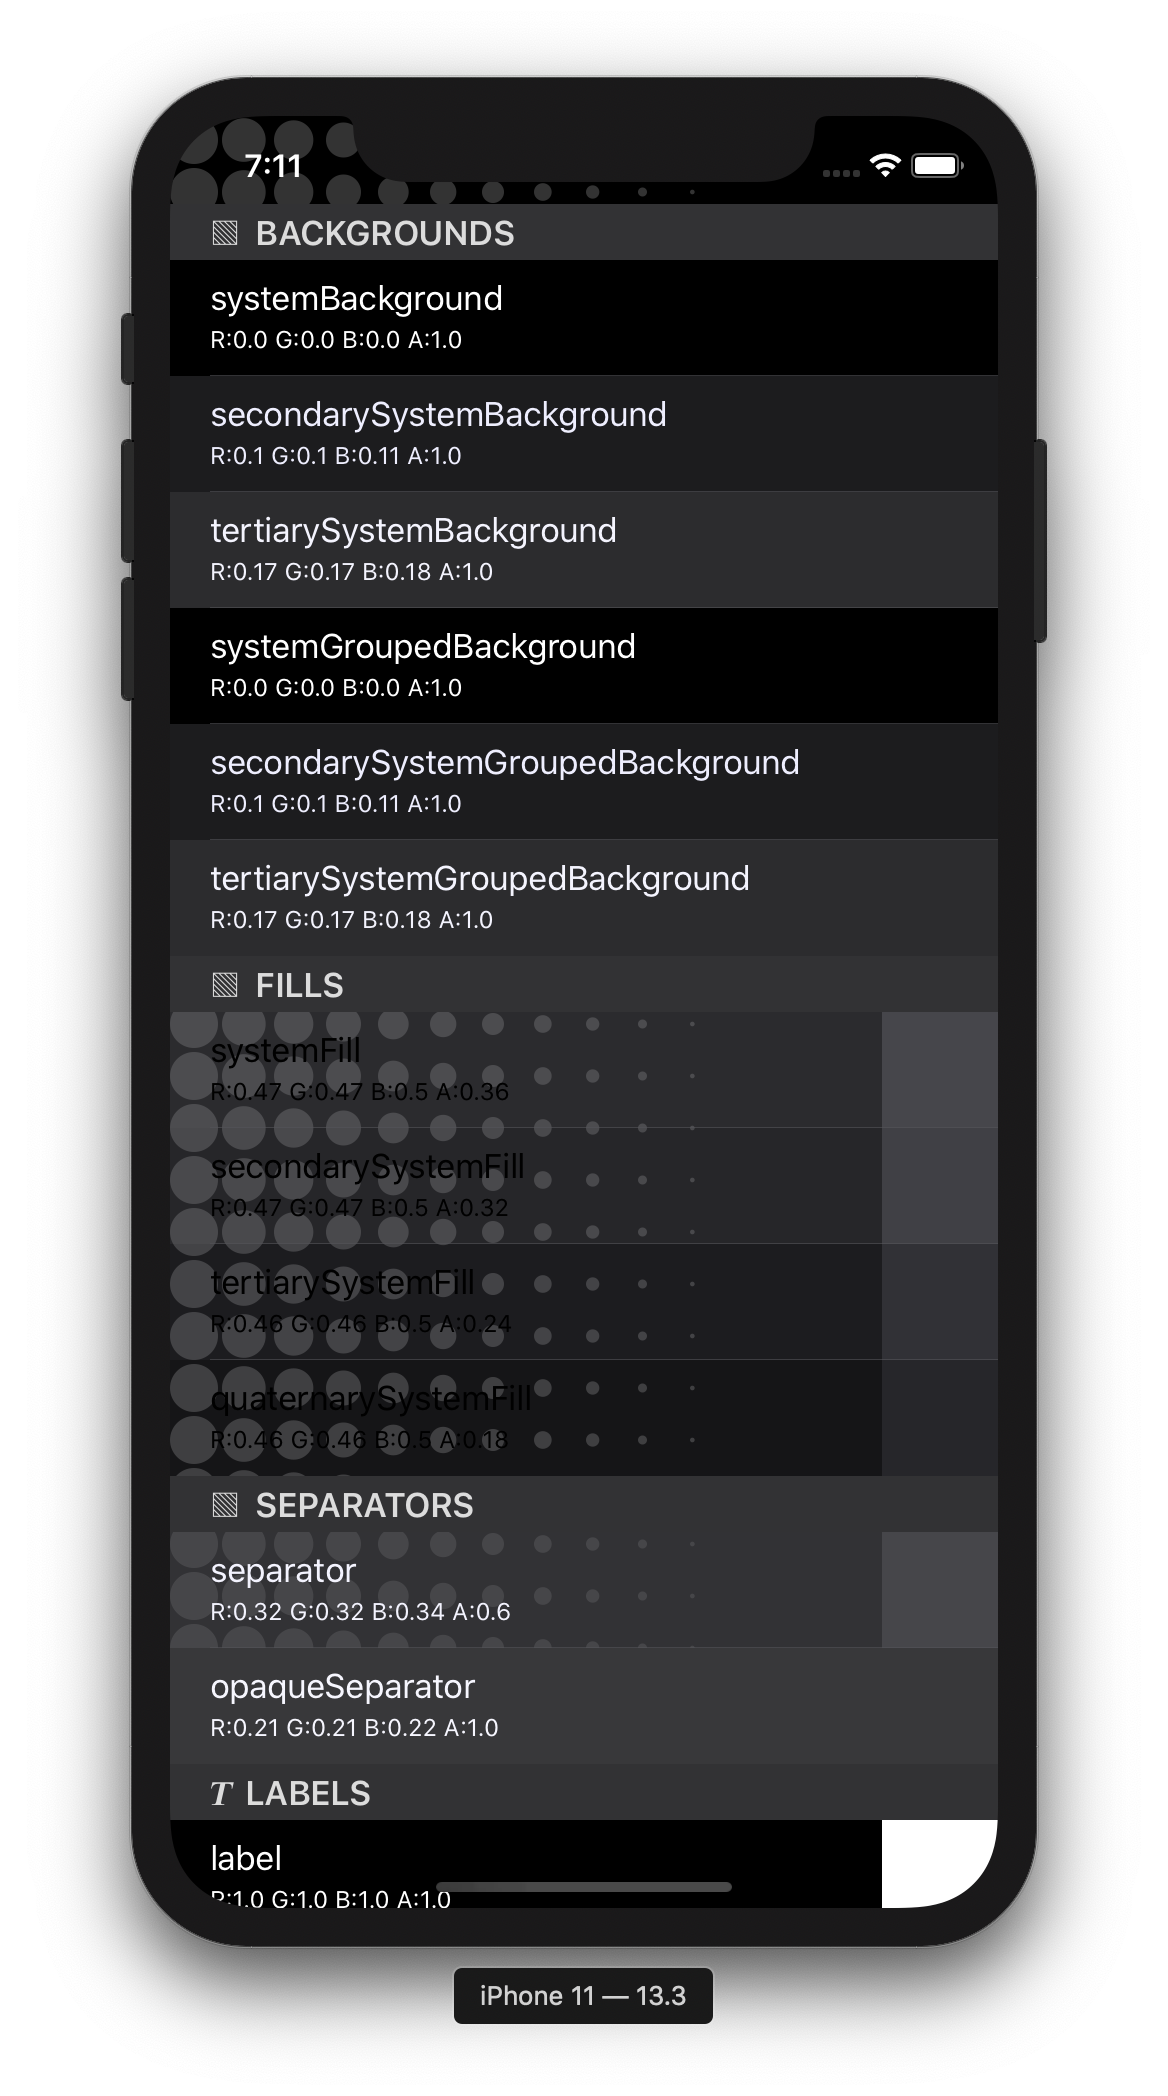 7:11
BACKGROUNDS
systemBackground
R:0.0 G:0.0 B:0.0 A:1.0
secondarySystemBackground
R:0.1 G:0.1 B:0.11 A:1.0
tertiarySystemBackground
R:0.17 G:0.17 B:0.18 A:1.0
systemGroupedBackground
R:0.0 G:0.0 B:0.0 A:1.0
secondarySystemGroupedBackground
R:0.1 G:0.1 B:0.11 A:1.0
tertiarySystemGroupedBackground
R:0.17 G:0.17 B:0.18 A:1.0
FILLS
systemFill
R:0.47 G:0.47 B:0.5 A:0.36
secondarySystemFill
R:0.47 G:0.47 B:0.5 A:0.32
tertiarySystemFill
R:0.46 G:0.46 B:0.5 A:0.24
quaternarySystemFill
R:0.46 G:0.46 B:0.5 A:0.18
SEPARATORS
separator
R:0.32 G:0.32 B:0.34 A:0.6
opaqueSeparator
R:0.21 G:0.21 B:0.22 A:1.0
T LABELS
label
R:1.0 G:1.0 B:1.0 A:1.0
iPhone 11 — 13.3